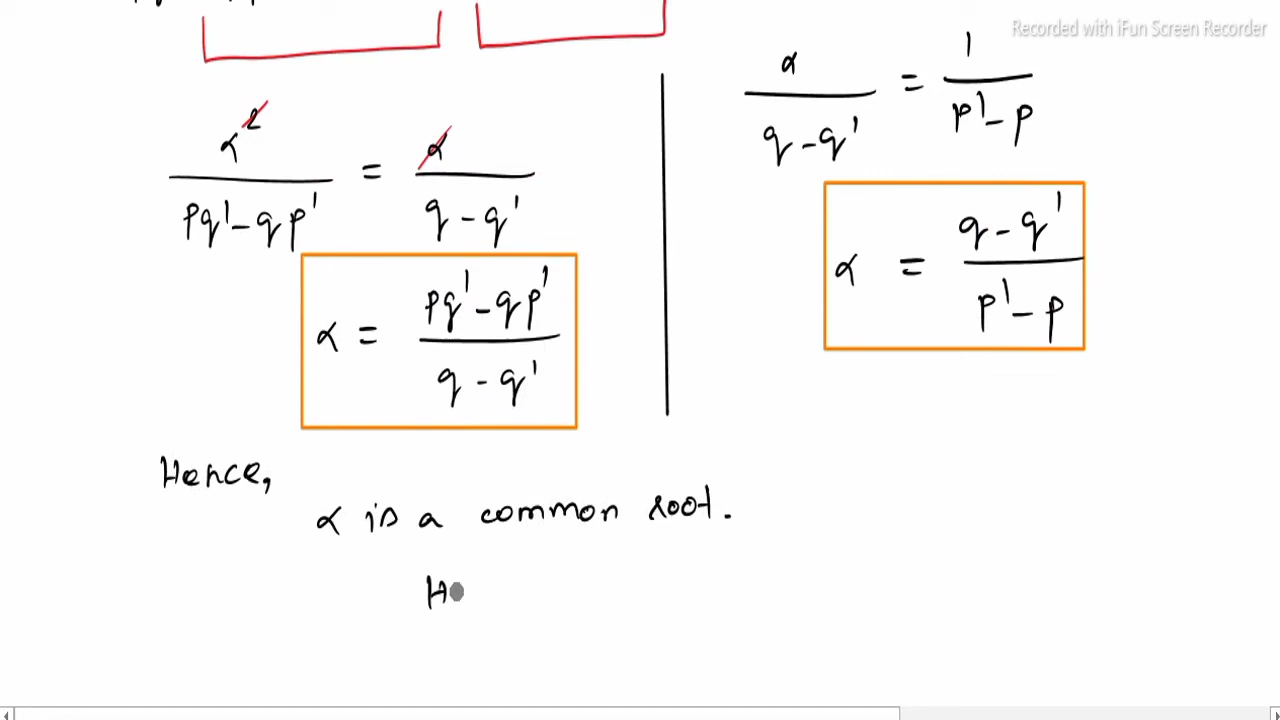 Recorded with iFun Screen Recorder
α² / (pq' - qp') = α / (q - q')
α = (pq' - qp') / (q - q')
α / (q - q') = 1 / (p' - p)
α = (q - q') / (p' - p)
Hence,
α is a common root.
H